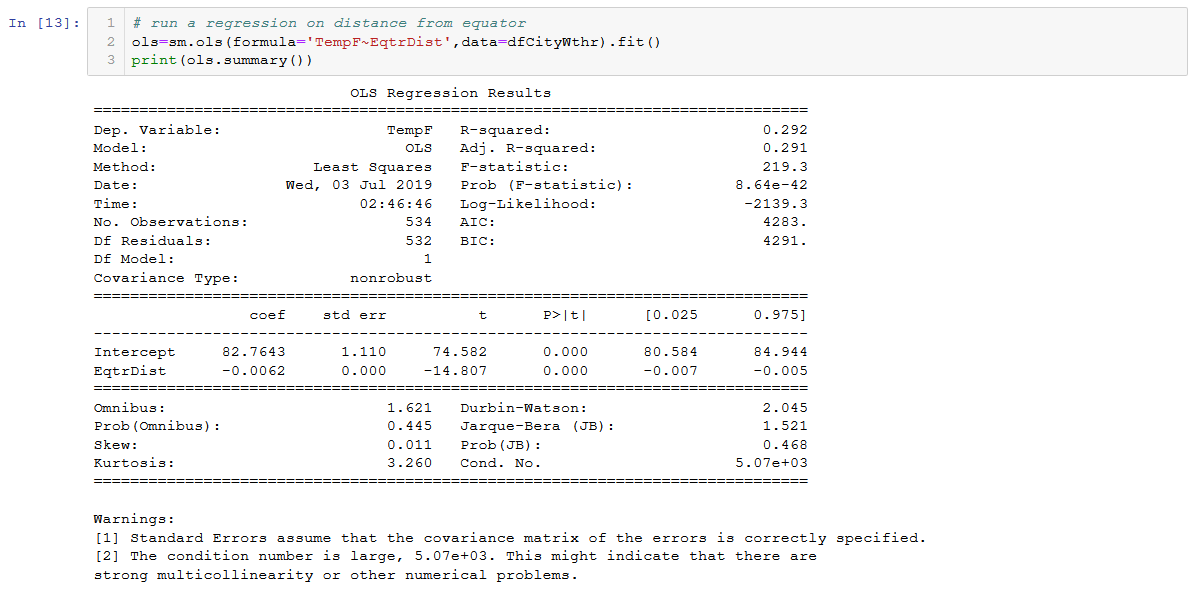 In [13]:
1 # run a regression on distance from equator
2 ols=sm.ols(formula='TempF~EqtrDist',data=dfCityWthr).fit()
3 print(ols.summary())
OLS Regression Results
==============================================================================
Dep. Variable: TempF R-squared: 0.292
Model: OLS Adj. R-squared: 0.291
Method: Least Squares F-statistic: 219.3
Date: Wed, 03 Jul 2019 Prob (F-statistic): 8.64e-42
Time: 02:46:46 Log-Likelihood: -2139.3
No. Observations: 534 AIC: 4283.
Df Residuals: 532 BIC: 4291.
Df Model: 1
Covariance Type: nonrobust
==============================================================================
coef std err t P>|t| [0.025 0.975]
------------------------------------------------------------------------------
Intercept 82.7643 1.110 74.582 0.000 80.584 84.944
EqtrDist -0.0062 0.000 -14.807 0.000 -0.007 -0.005
==============================================================================
Omnibus: 1.621 Durbin-Watson: 2.045
Prob(Omnibus): 0.445 Jarque-Bera (JB): 1.521
Skew: 0.011 Prob(JB): 0.468
Kurtosis: 3.260 Cond. No. 5.07e+03
==============================================================================
Warnings:
[1] Standard Errors assume that the covariance matrix of the errors is correctly specified.
[2] The condition number is large, 5.07e+03. This might indicate that there are
strong multicollinearity or other numerical problems.